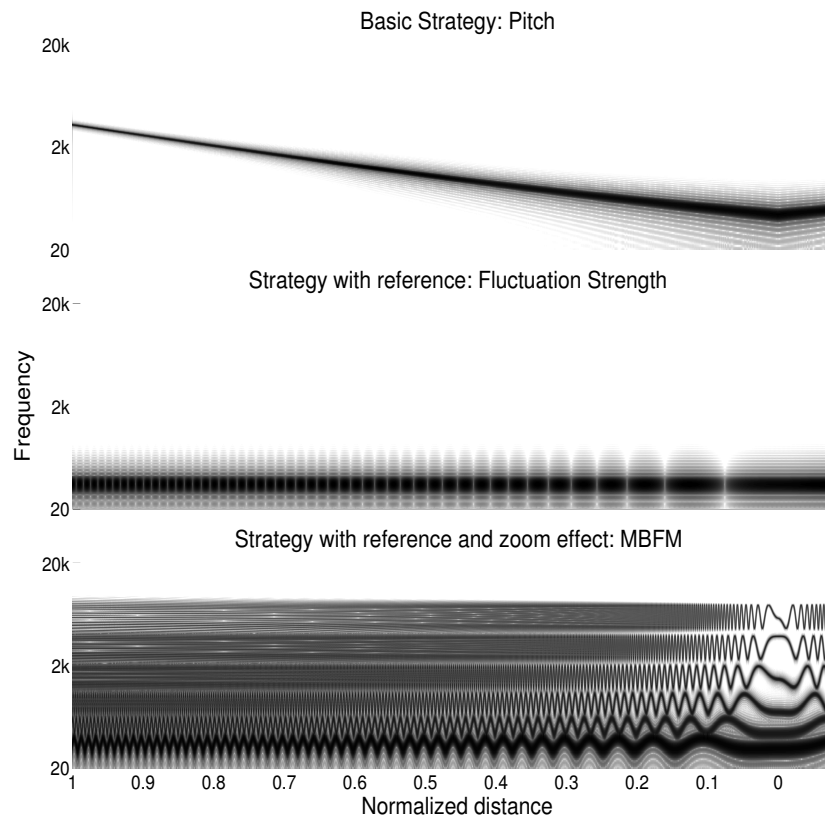 Basic Strategy: Pitch
20k
2k
20
Strategy with reference: Fluctuation Strength
20k
2k
20
Frequency
Strategy with reference and zoom effect: MBFM
20k
2k
20
1 0.9 0.8 0.7 0.6 0.5 0.4 0.3 0.2 0.1 0
Normalized distance